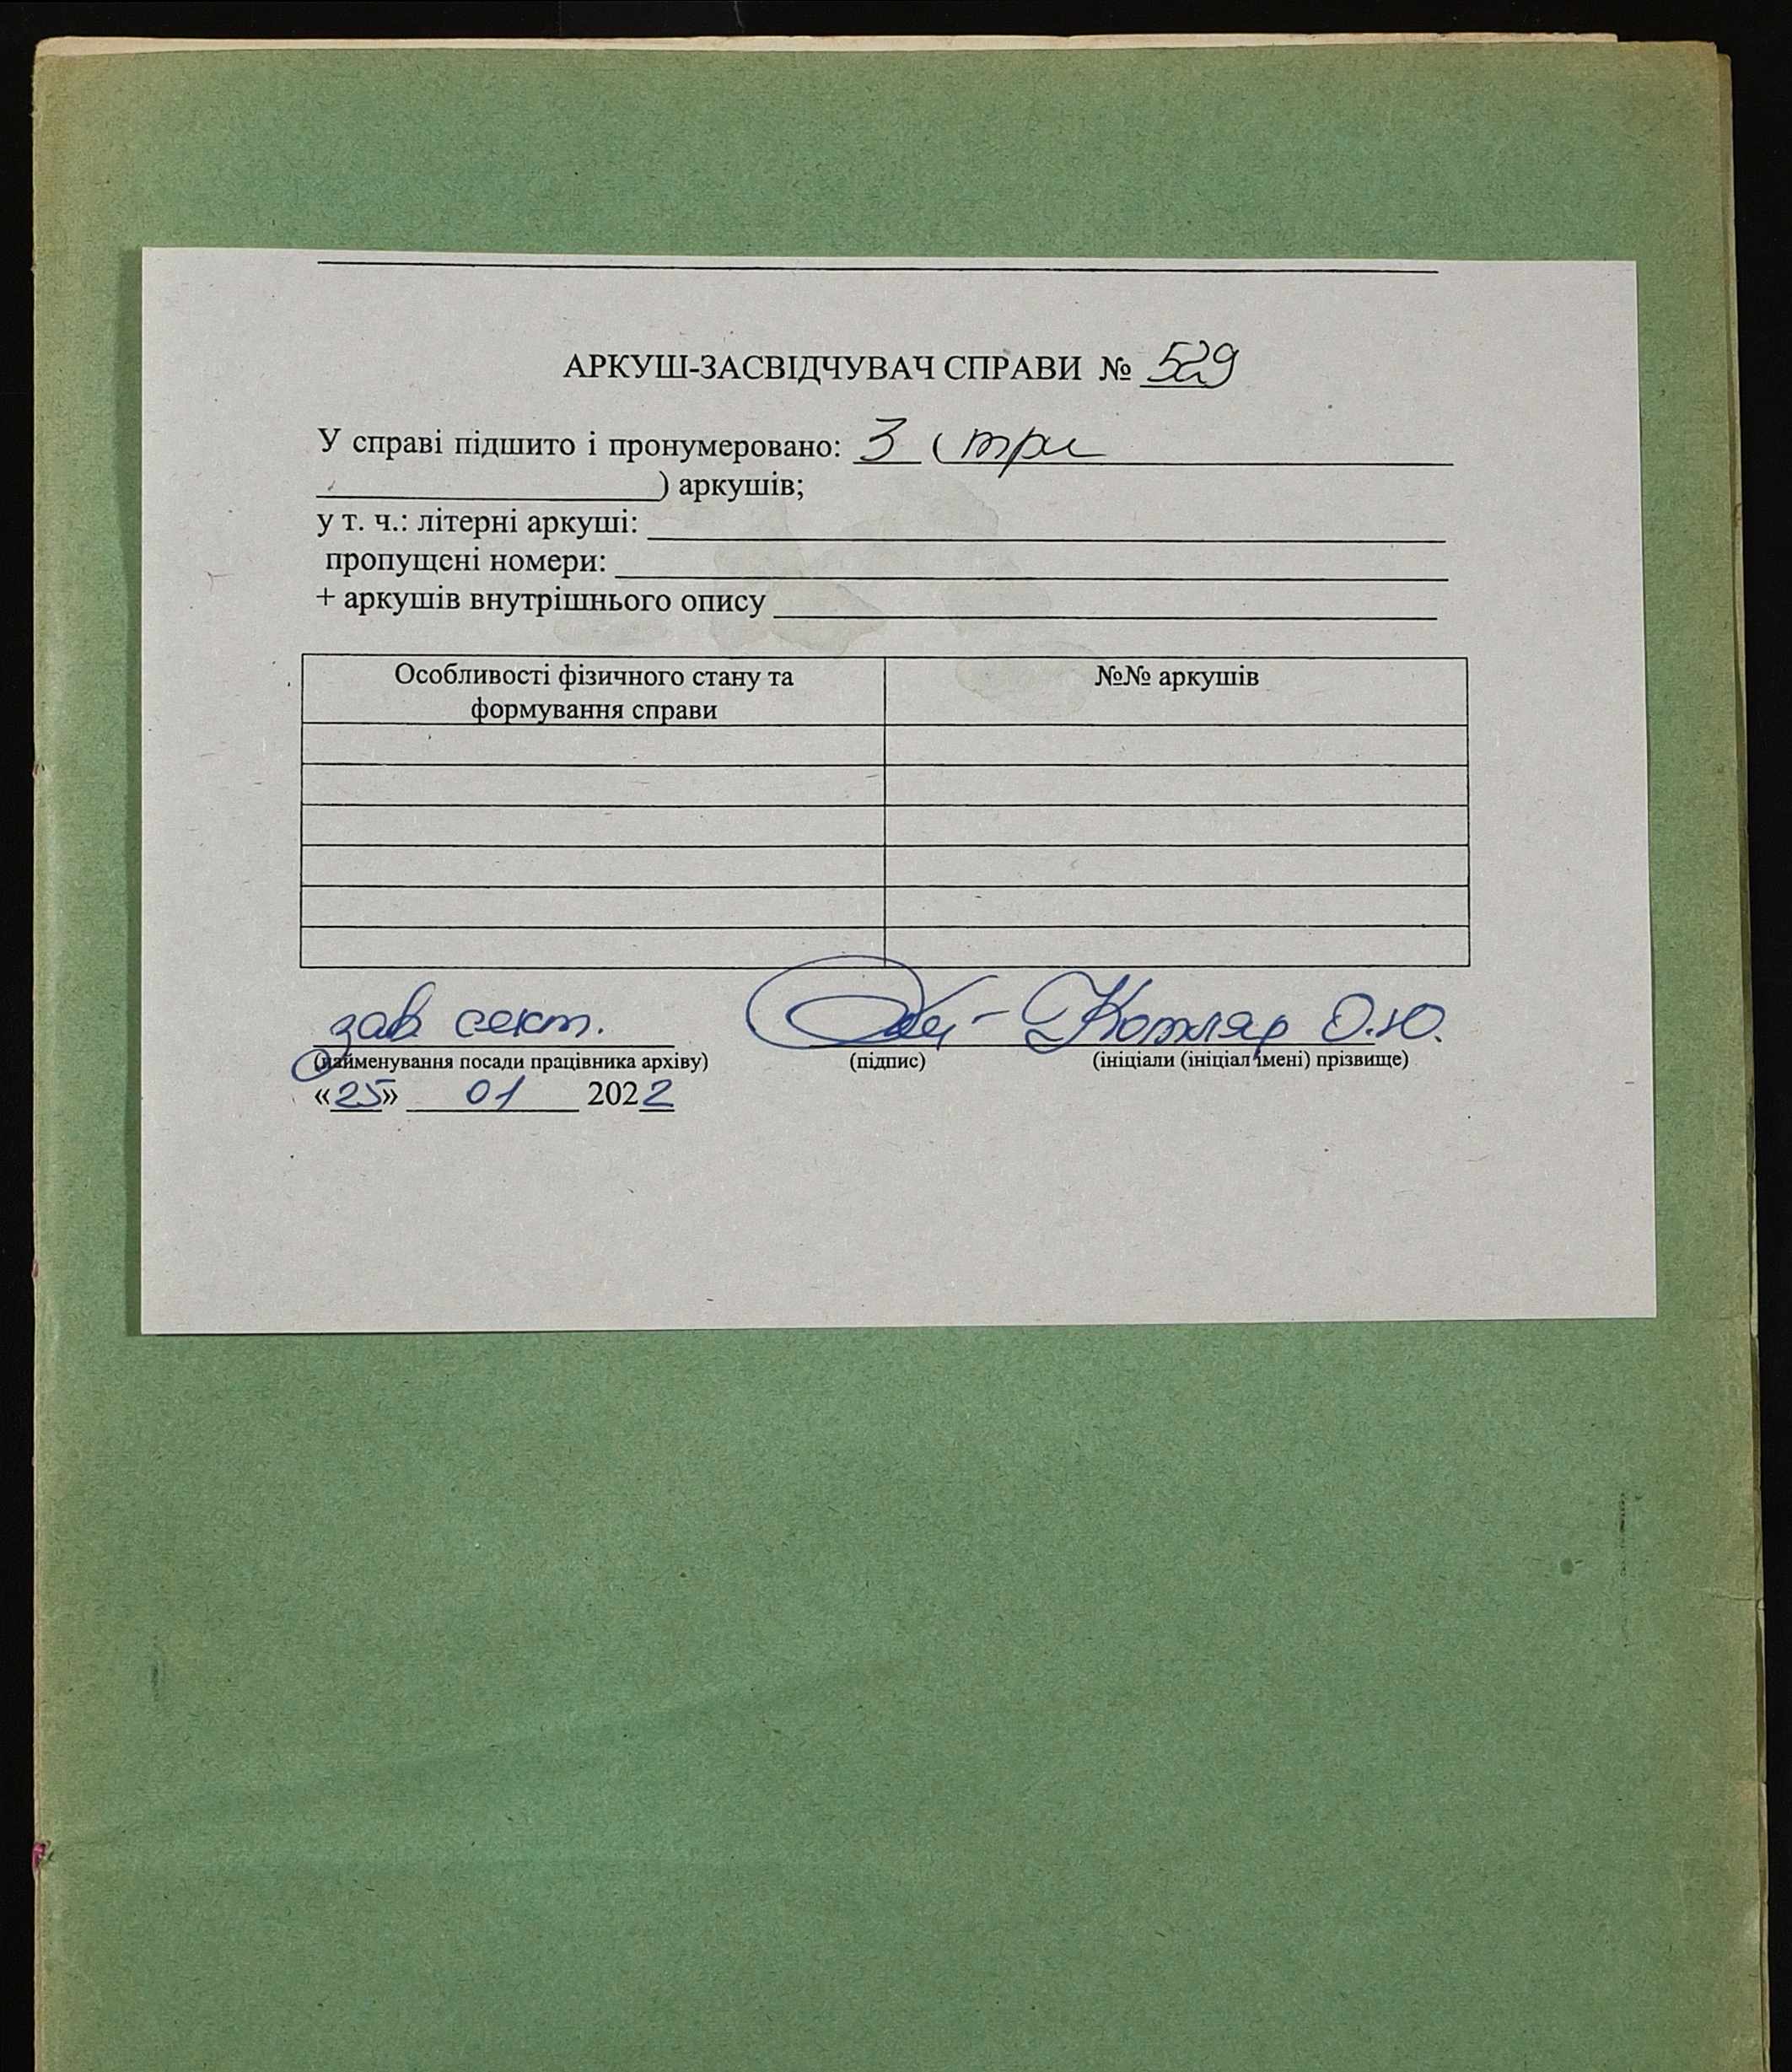 АРКУШ-ЗАСВІДЧУВАЧ СПРАВИ № 529
У справі підшито і пронумеровано: 3 (три
) аркушів;
у т. ч.: літерні аркуші:
пропущені номери:
+ аркушів внутрішнього опису
Особливості фізичного стану та формування справи
№№ аркушів
зав сект. Котляр О.Ю.
(найменування посади працівника архіву) (підпис) (ініціали (ініціал імені) прізвище)
«25» 01 2022